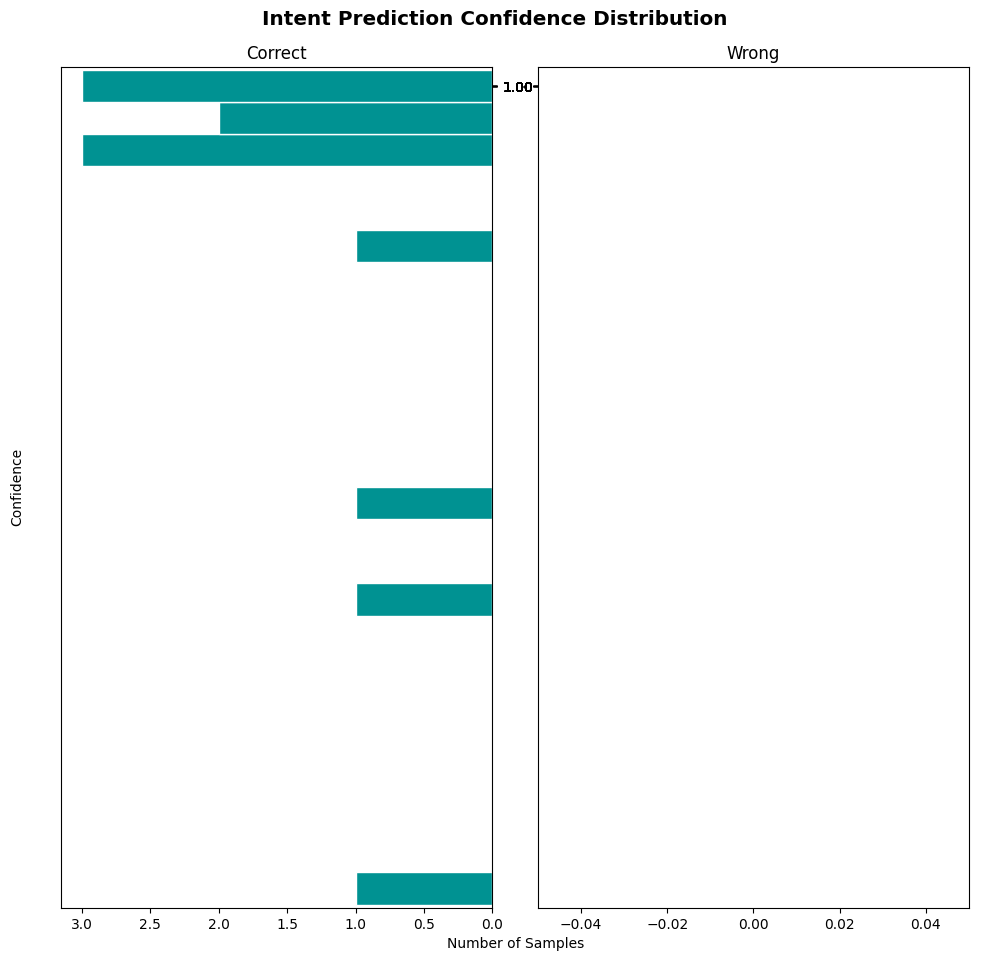 Intent Prediction Confidence Distribution
Correct
Wrong
1.00
Confidence
3.0 2.5 2.0 1.5 1.0 0.5 0.0
−0.04 −0.02 0.00 0.02 0.04
Number of Samples